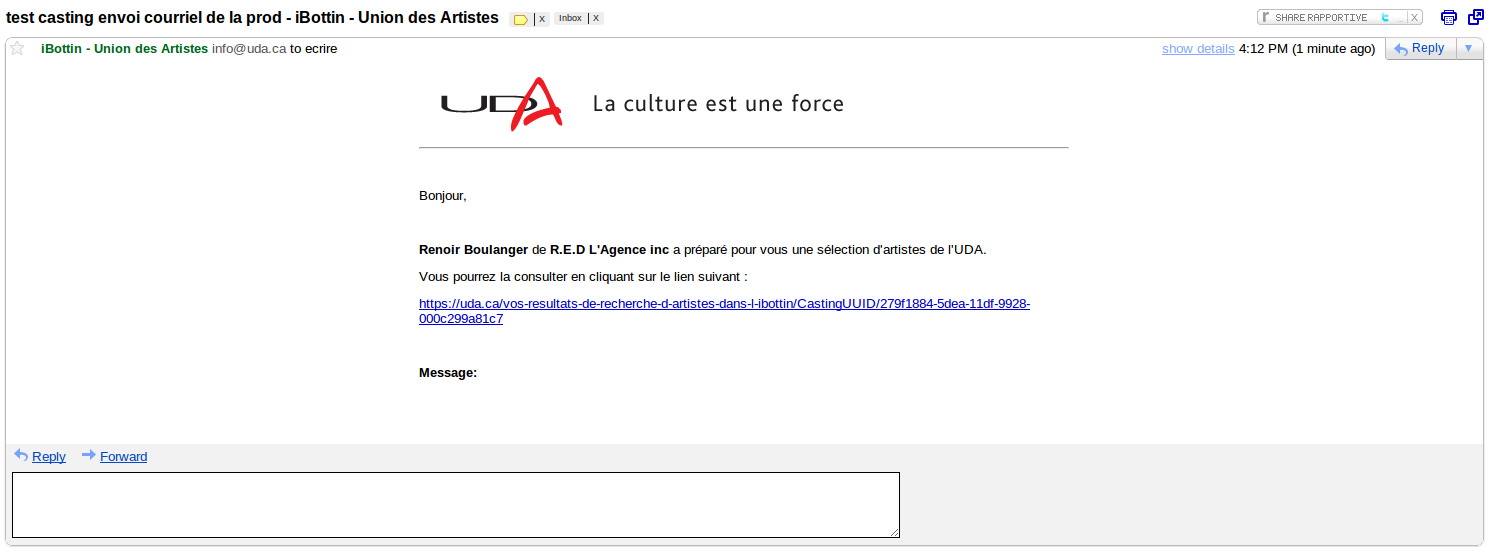 test casting envoi courriel de la prod - iBottin - Union des Artistes X Inbox X SHARE RAPPORTIVE X
iBottin - Union des Artistes info@uda.ca to ecrire show details 4:12 PM (1 minute ago) Reply
UDA La culture est une force
Bonjour,
Renoir Boulanger de R.E.D L'Agence inc a préparé pour vous une sélection d'artistes de l'UDA.
Vous pourrez la consulter en cliquant sur le lien suivant :
https://uda.ca/vos-resultats-de-recherche-d-artistes-dans-l-ibottin/CastingUUID/279f1884-5dea-11df-9928-
000c299a81c7
Message:
Reply Forward